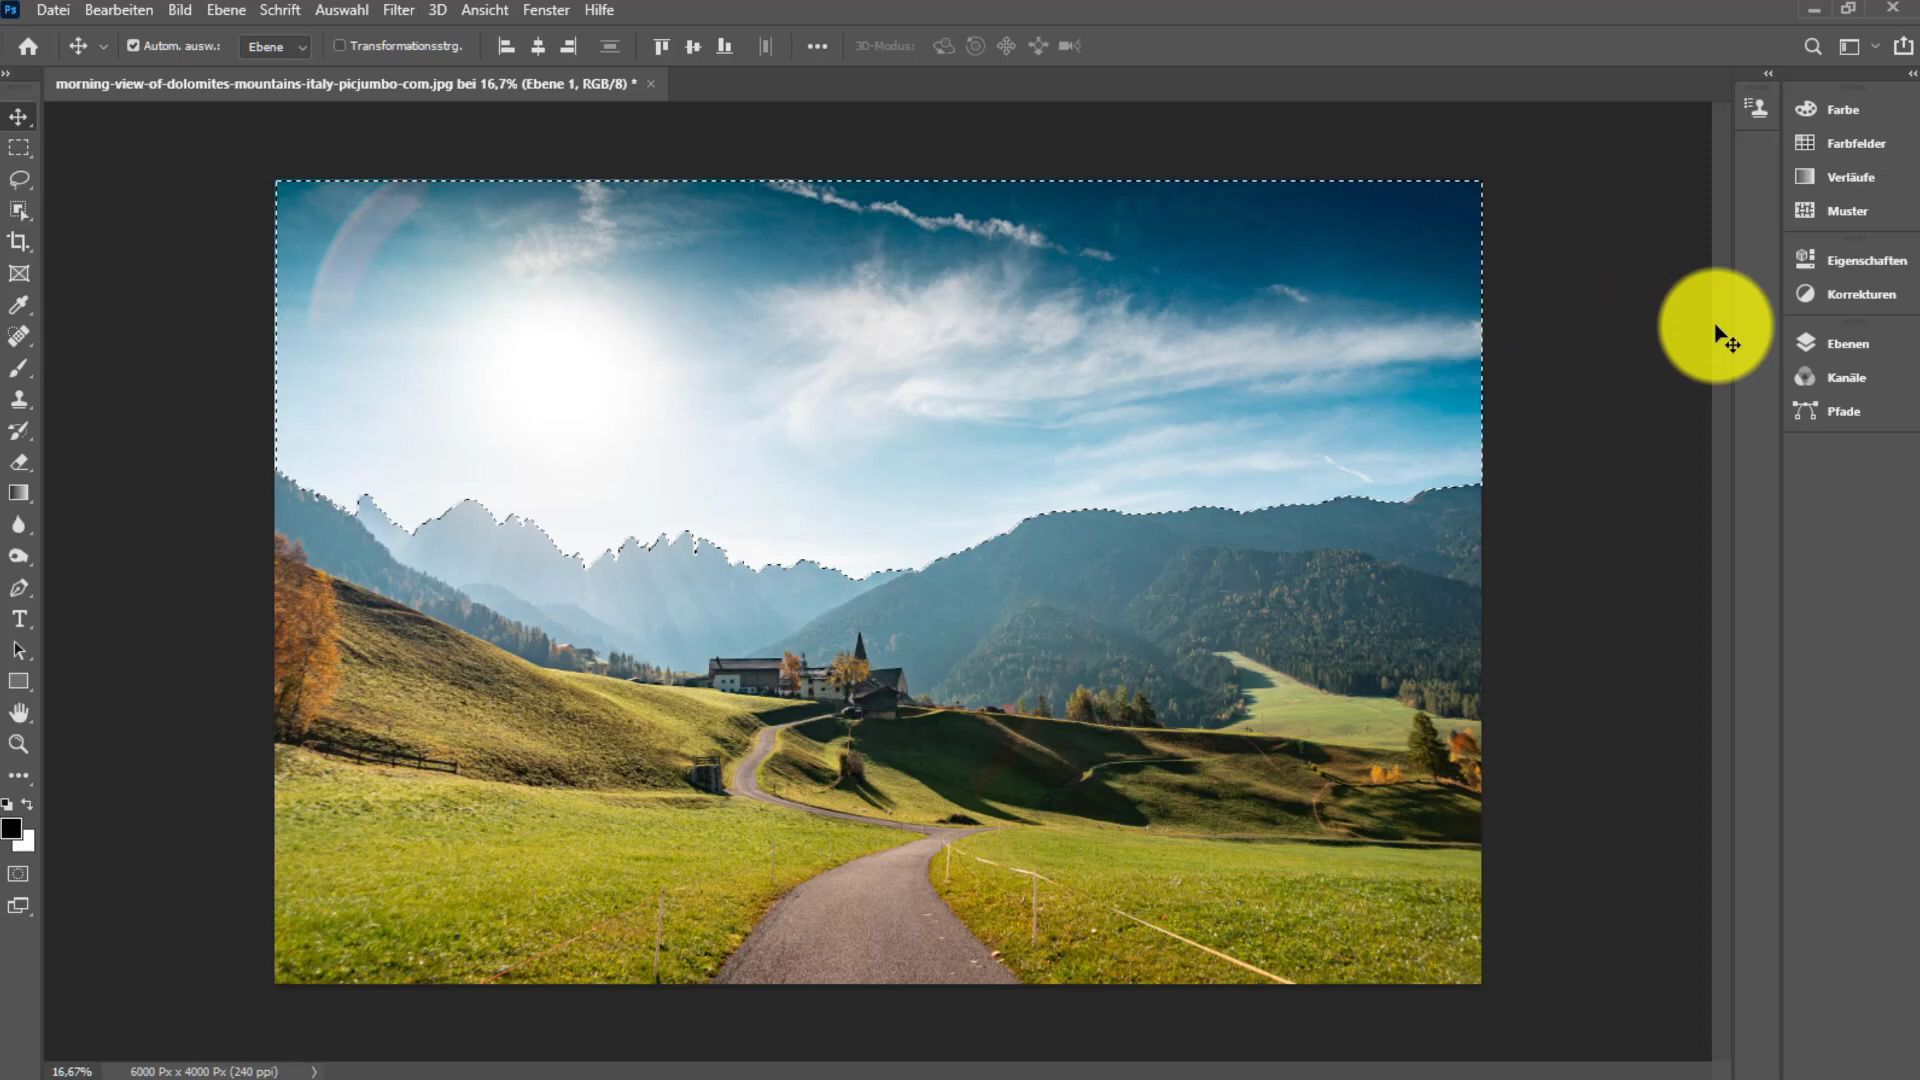 Ps Datei Bearbeiten Bild Ebene Schrift Auswahl Filter 3D Ansicht Fenster Hilfe
Autom. ausw.: Ebene Transformationsstrg. 3D-Modus:
morning-view-of-dolomites-mountains-italy-picjumbo-com.jpg bei 16,7% (Ebene 1, RGB/8) *
Farbe
Farbfelder
Verläufe
Muster
Eigenschaften
Korrekturen
Ebenen
Kanäle
Pfade
16,67% 6000 Px x 4000 Px (240 ppi)